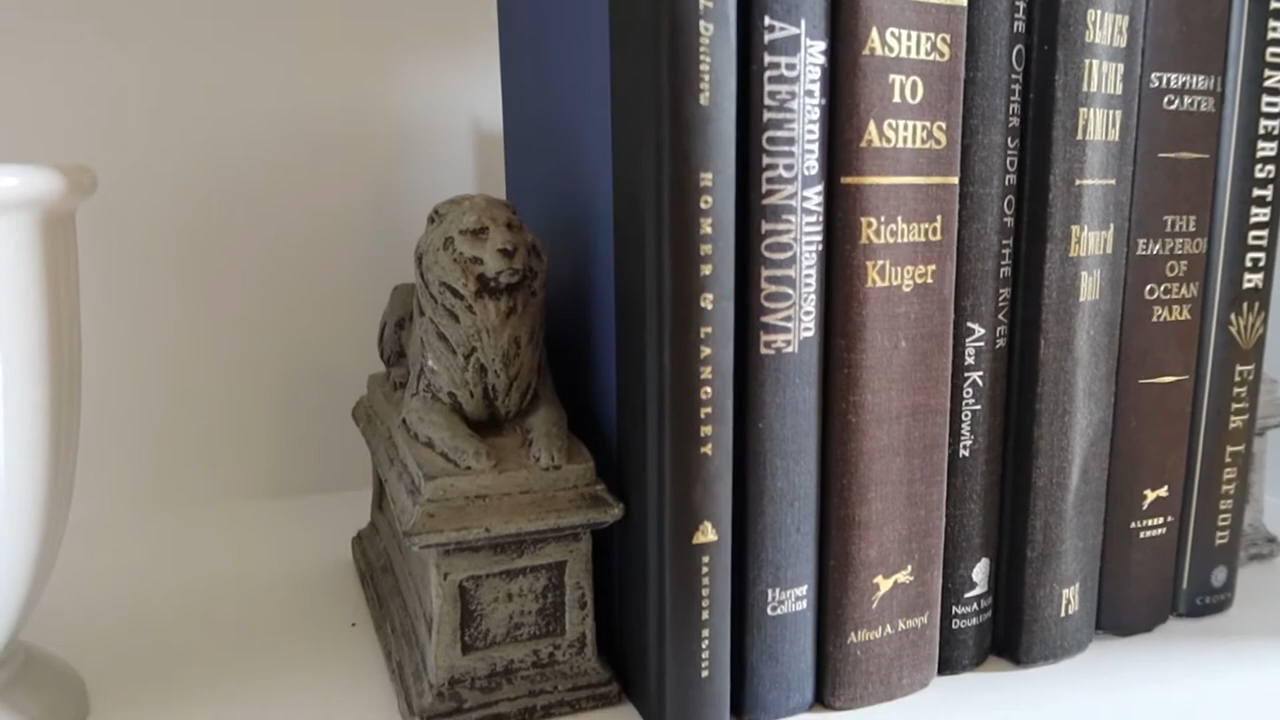 L. Doctorow
HOMER & LANGLEY
RANDOM HOUSE
Marianne Williamson
A RETURN TO LOVE
Harper
Collins
ASHES
TO
ASHES
Richard
Kluger
Alfred A. Knopf
THE OTHER SIDE OF THE RIVER
Alex Kotlowitz
NAN A.
SLAVES
IN THE
FAMILY
Edward
Ball
FSG
STEPHEN L
CARTER
THE
EMPEROR
OF
OCEAN
PARK
ALFRED A.
KNOPF
THUNDERSTRUCK
Erik Larson
CROWN